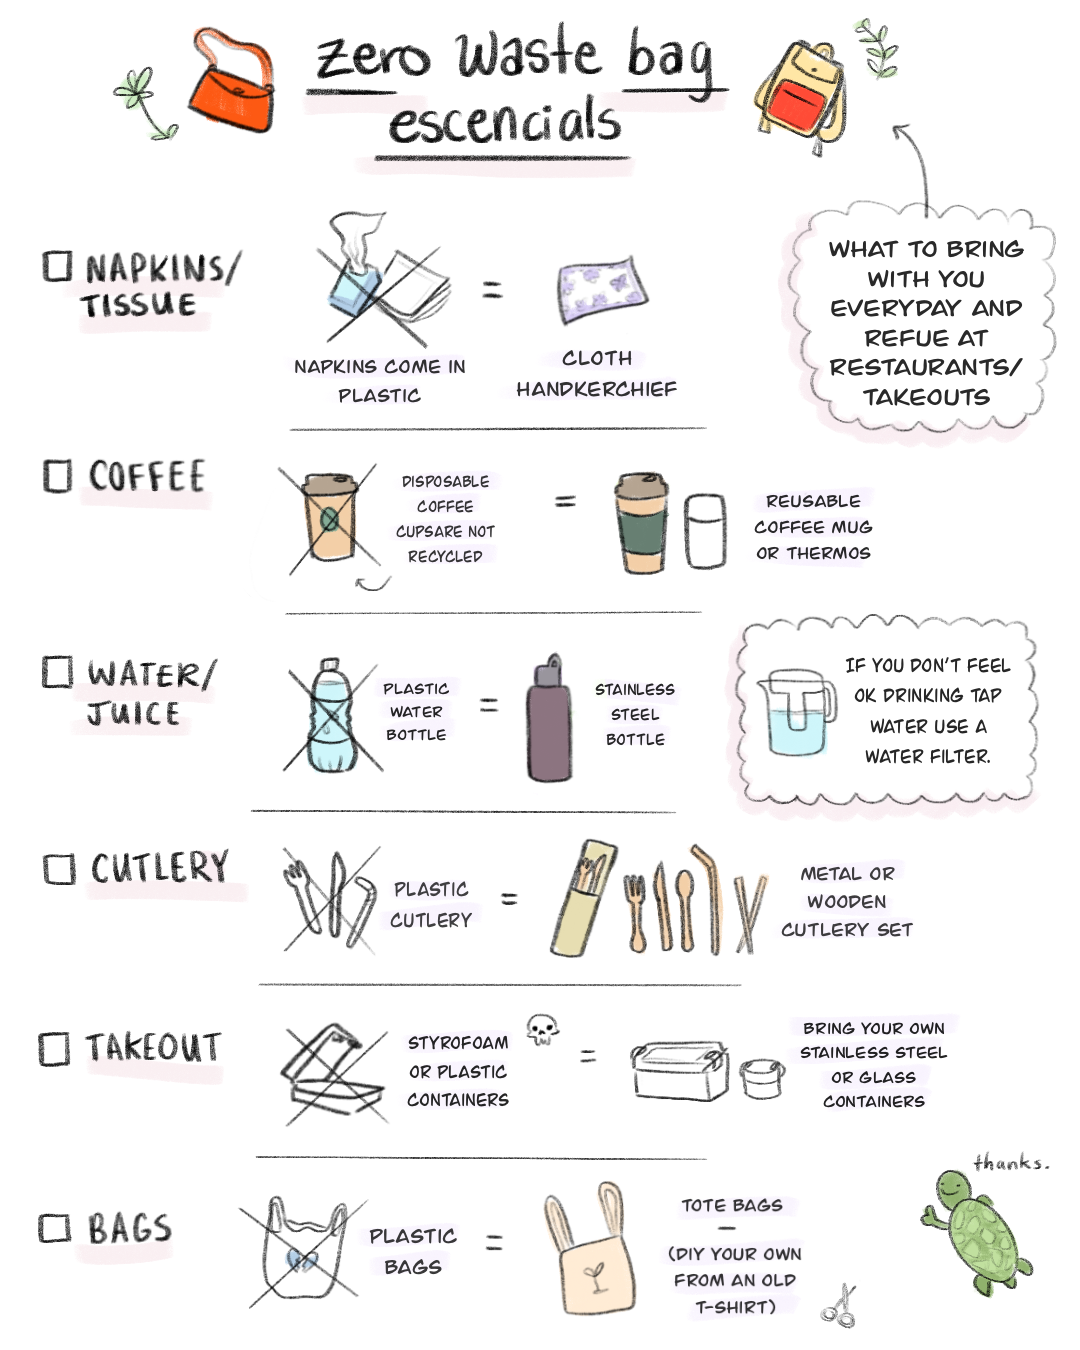 zero waste bag
escencials
WHAT TO BRING
WITH YOU
EVERYDAY AND
REFUE AT
RESTAURANTS/
TAKEOUTS
NAPKINS/
TISSUE
NAPKINS COME IN
PLASTIC
=
CLOTH
HANDKERCHIEF
COFFEE
DISPOSABLE
COFFEE
CUPSARE NOT
RECYCLED
=
REUSABLE
COFFEE MUG
OR THERMOS
WATER/
JUICE
PLASTIC
WATER
BOTTLE
=
STAINLESS
STEEL
BOTTLE
IF YOU DON'T FEEL
OK DRINKING TAP
WATER USE A
WATER FILTER.
CUTLERY
PLASTIC
CUTLERY
=
METAL OR
WOODEN
CUTLERY SET
TAKEOUT
STYROFOAM
OR PLASTIC
CONTAINERS
=
BRING YOUR OWN
STAINLESS STEEL
OR GLASS
CONTAINERS
BAGS
PLASTIC
BAGS
=
TOTE BAGS
–
(DIY YOUR OWN
FROM AN OLD
T-SHIRT)
thanks.